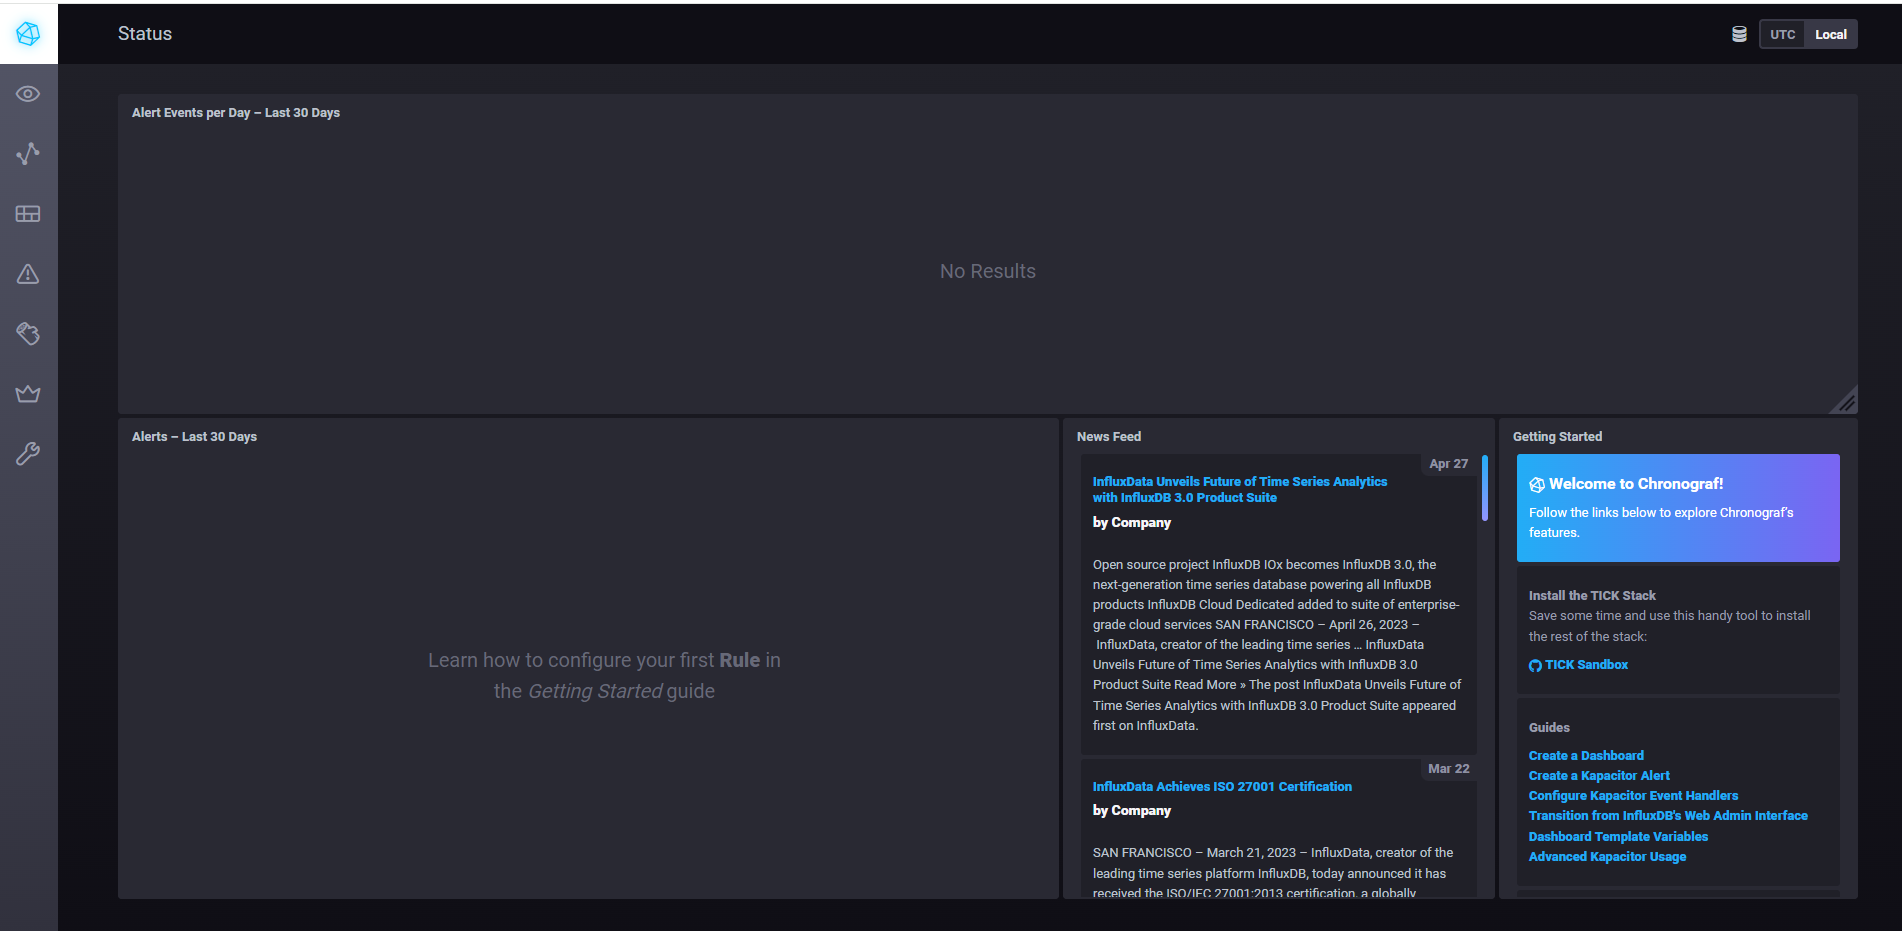 Status
UTC
Local
Alert Events per Day – Last 30 Days
No Results
Alerts – Last 30 Days
Learn how to configure your first Rule in
the Getting Started guide
News Feed
Apr 27
InfluxData Unveils Future of Time Series Analytics
with InfluxDB 3.0 Product Suite
by Company
Open source project InfluxDB IOx becomes InfluxDB 3.0, the
next-generation time series database powering all InfluxDB
products InfluxDB Cloud Dedicated added to suite of enterprise-
grade cloud services SAN FRANCISCO – April 26, 2023 –
InfluxData, creator of the leading time series ... InfluxData
Unveils Future of Time Series Analytics with InfluxDB 3.0
Product Suite Read More » The post InfluxData Unveils Future of
Time Series Analytics with InfluxDB 3.0 Product Suite appeared
first on InfluxData.
Mar 22
InfluxData Achieves ISO 27001 Certification
by Company
SAN FRANCISCO – March 21, 2023 – InfluxData, creator of the
leading time series platform InfluxDB, today announced it has
received the ISO/IEC 27001:2013 certification, a globally
Getting Started
Welcome to Chronograf!
Follow the links below to explore Chronograf's
features.
Install the TICK Stack
Save some time and use this handy tool to install
the rest of the stack:
TICK Sandbox
Guides
Create a Dashboard
Create a Kapacitor Alert
Configure Kapacitor Event Handlers
Transition from InfluxDB's Web Admin Interface
Dashboard Template Variables
Advanced Kapacitor Usage